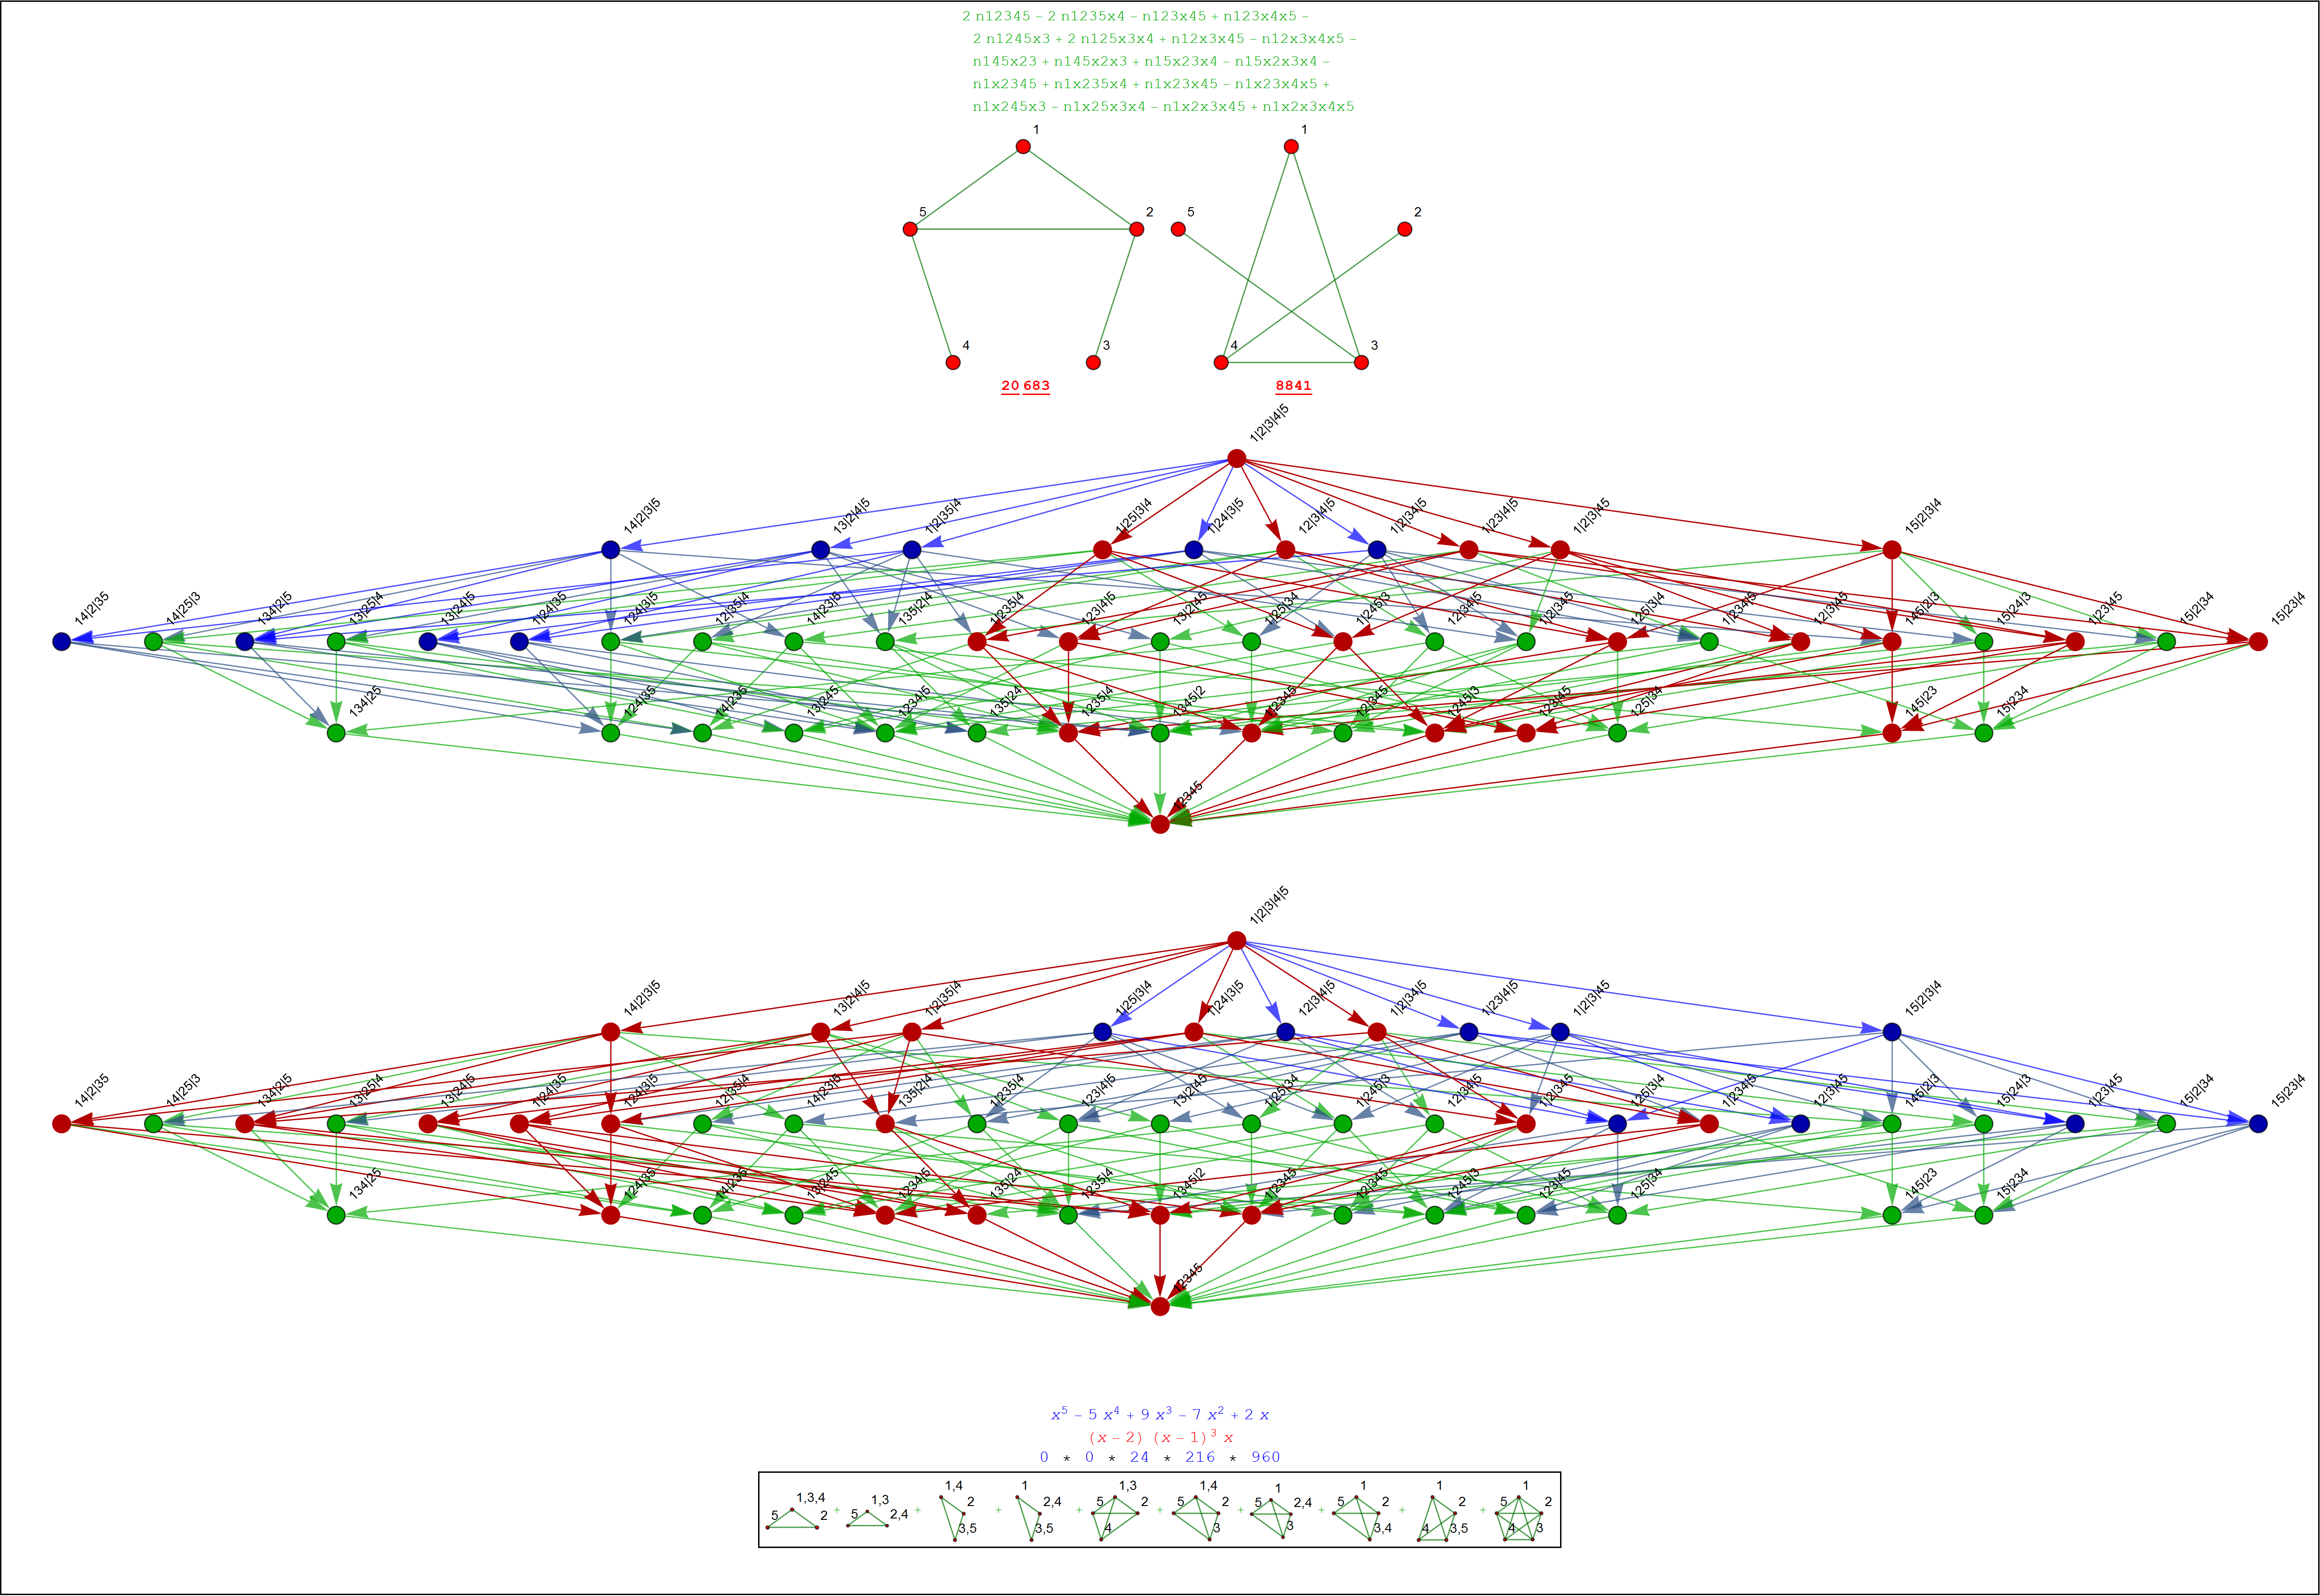 2 n12345 – 2 n1235x4 – n123x45 + n123x4x5 –
2 n1245x3 + 2 n125x3x4 + n12x3x45 – n12x3x4x5 –
n145x23 + n145x2x3 + n15x23x4 – n15x2x3x4 –
n1x2345 + n1x235x4 + n1x23x45 – n1x23x4x5 +
n1x245x3 – n1x25x3x4 – n1x2x3x45 + n1x2x3x4x5
1 1
5 2 5 2
4 3 4 3
20 683 8841
1|2|3|4|5
14|2|3|5 13|2|4|5 1|2|35|4 1|25|3|4 1|24|3|5 12|3|4|5 1|2|34|5 1|23|4|5 1|2|3|45 15|2|3|4
14|2|35 14|25|3 134|2|5 13|25|4 13|24|5 1|24|35 124|3|5 12|35|4 14|23|5 135|2|4 1|235|4 123|4|5 13|2|45 1|25|34 1|245|3 12|34|5 1|2|345 125|3|4 1|234|5 12|3|45 145|2|3 15|24|3 1|23|45 15|2|34 15|23|4
134|25 124|35 14|235 13|245 1234|5 135|24 1235|4 1345|2 1|2345 12|345 1245|3 123|45 125|34 145|23 15|234
12345
1|2|3|4|5
14|2|3|5 13|2|4|5 1|2|35|4 1|25|3|4 1|24|3|5 12|3|4|5 1|2|34|5 1|23|4|5 1|2|3|45 15|2|3|4
14|2|35 14|25|3 134|2|5 13|25|4 13|24|5 1|24|35 124|3|5 12|35|4 14|23|5 135|2|4 1|235|4 123|4|5 13|2|45 1|25|34 1|245|3 12|34|5 1|2|345 125|3|4 1|234|5 12|3|45 145|2|3 15|24|3 1|23|45 15|2|34 15|23|4
134|25 124|35 14|235 13|245 1234|5 135|24 1235|4 1345|2 1|2345 12|345 1245|3 123|45 125|34 145|23 15|234
12345
x⁵ – 5 x⁴ + 9 x³ – 7 x² + 2 x
(x – 2) (x – 1)³ x
0 * 0 * 24 * 216 * 960
5 1,3,4 2 + 5 1,3 2,4 + 1,4 2 3,5 + 1 2,4 3,5 + 5 1,3 2 4 + 5 1,4 2 3 + 5 1 2,4 3 + 5 1 2 3,4 + 1 2 4 3,5 + 5 1 2 4 3